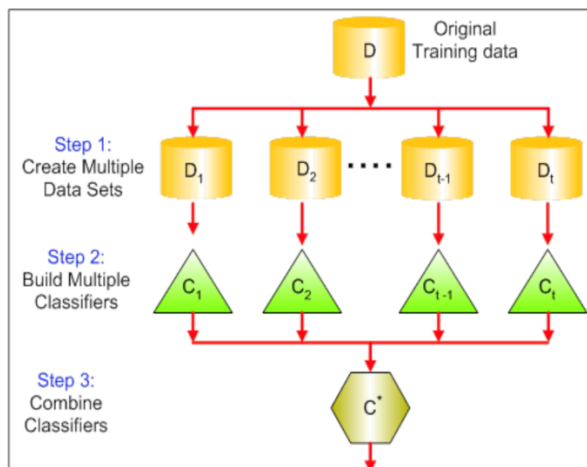 D
Original
Training data
Step 1:
Create Multiple
Data Sets
D1
D2
....
Dt-1
Dt
Step 2:
Build Multiple
Classifiers
C1
C2
Ct-1
Ct
Step 3:
Combine
Classifiers
C*